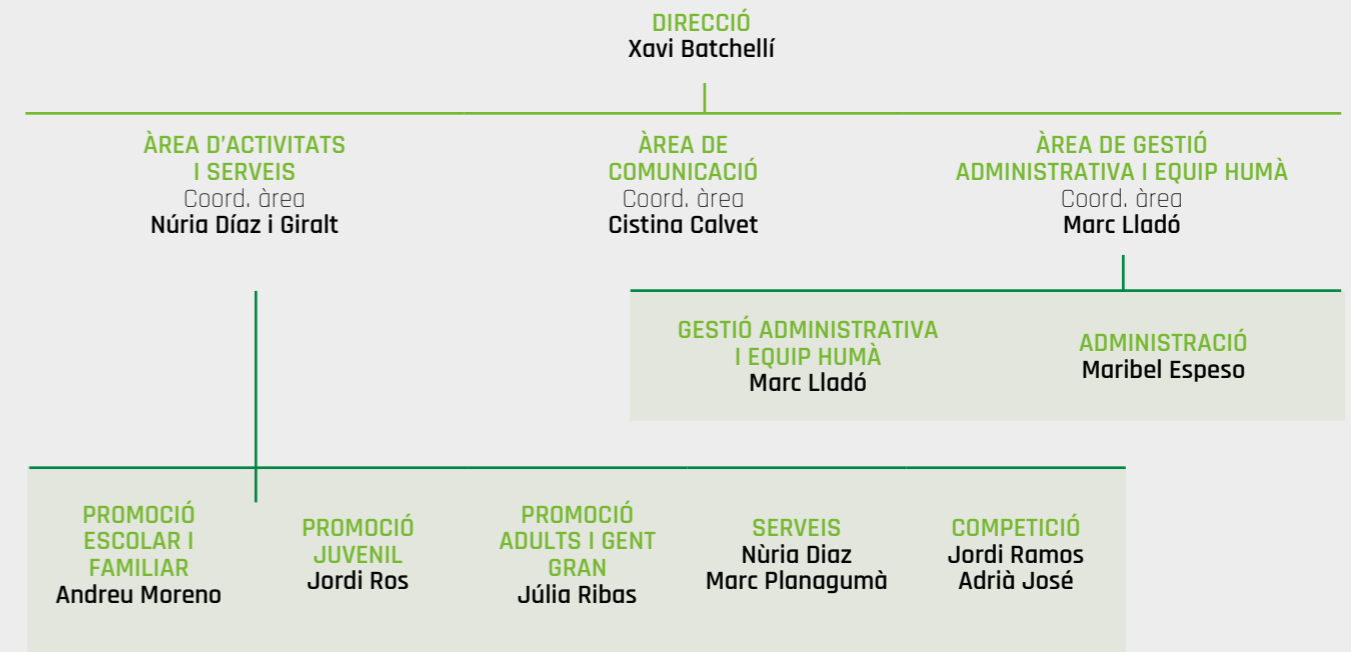 DIRECCIÓ
Xavi Batchellí
ÀREA D'ACTIVITATS
I SERVEIS
Coord. àrea
Núria Díaz i Giralt
ÀREA DE
COMUNICACIÓ
Coord. àrea
Cistina Calvet
ÀREA DE GESTIÓ
ADMINISTRATIVA I EQUIP HUMÀ
Coord. àrea
Marc Lladó
GESTIÓ ADMINISTRATIVA
I EQUIP HUMÀ
Marc Lladó
ADMINISTRACIÓ
Maribel Espeso
PROMOCIÓ
ESCOLAR I
FAMILIAR
Andreu Moreno
PROMOCIÓ
JUVENIL
Jordi Ros
PROMOCIÓ
ADULTS I GENT
GRAN
Júlia Ribas
SERVEIS
Nùria Diaz
Marc Planagumà
COMPETICIÓ
Jordi Ramos
Adrià José